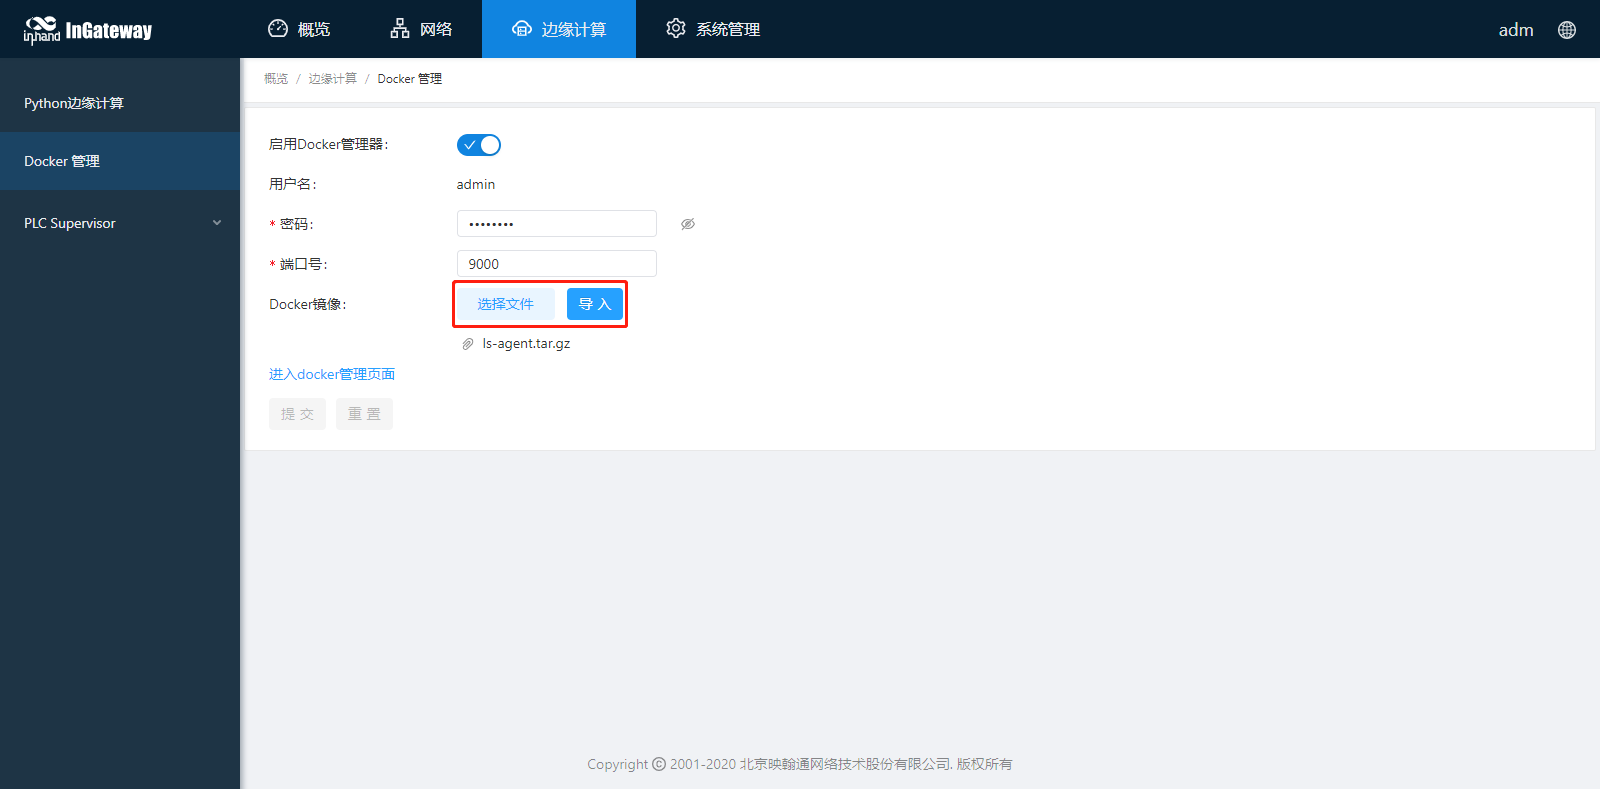 inhand InGateway
概览
网络
边缘计算
系统管理
adm
Python边缘计算
Docker 管理
PLC Supervisor
概览 / 边缘计算 / Docker 管理
启用Docker管理器:
用户名: admin
* 密码: ••••••••
* 端口号: 9000
Docker镜像: 选择文件 导 入
ls-agent.tar.gz
进入docker管理页面
提 交 重 置
Copyright © 2001-2020 北京映翰通网络技术股份有限公司. 版权所有